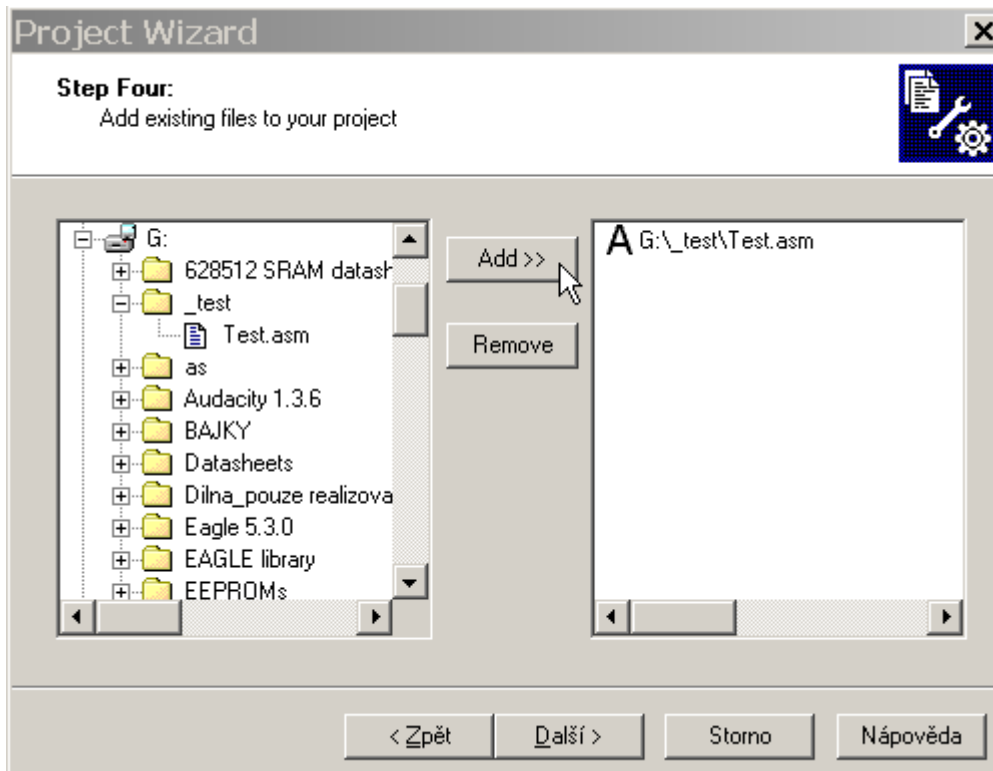 Project Wizard
Step Four:
Add existing files to your project
G:
628512 SRAM datash
_test
Test.asm
as
Audacity 1.3.6
BAJKY
Datasheets
Dilna_pouze realizova
Eagle 5.3.0
EAGLE library
EEPROMs
Add >>
Remove
A G:\_test\Test.asm
< Zpět
Další >
Storno
Nápověda